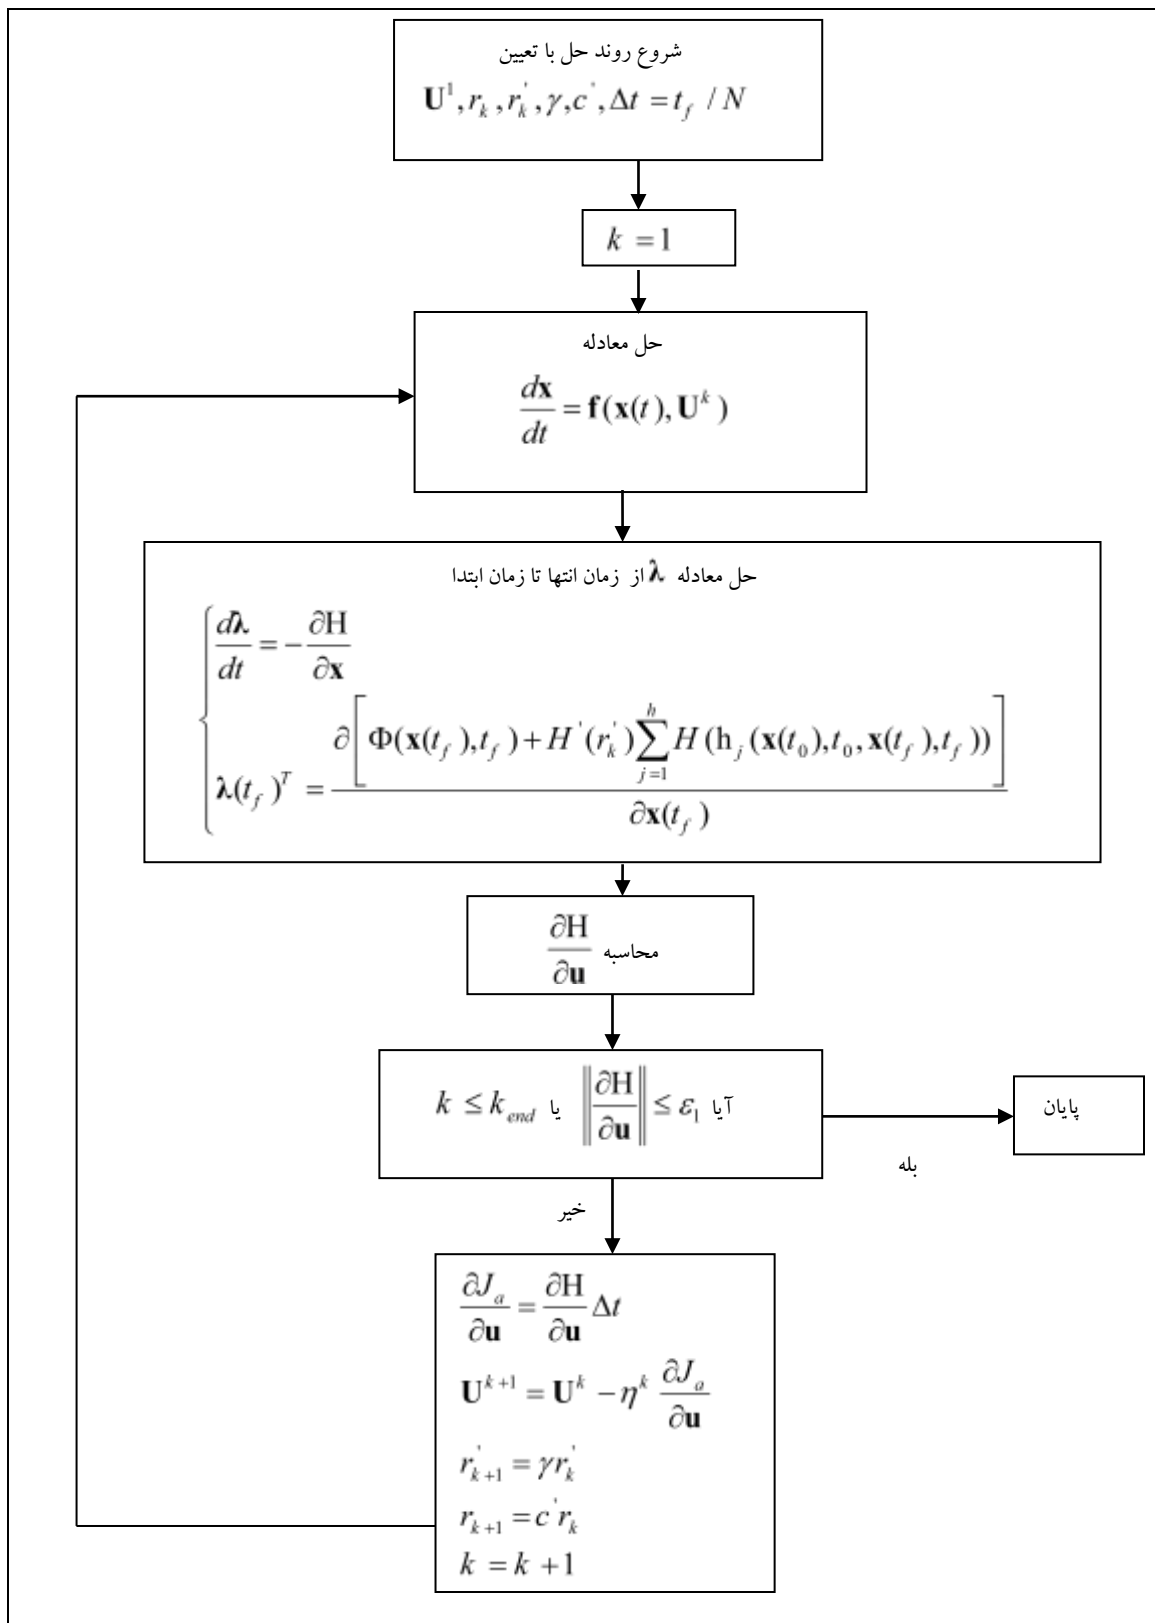 شروع روند حل با تعیین
U¹, r_k, r'_k, γ, c', Δt = t_f / N
k = 1
حل معادله
dx/dt = f(x(t), U^k)
حل معادله λ از زمان انتها تا زمان ابتدا
dλ/dt = −∂H/∂x
λ(t_f)^T = ∂[Φ(x(t_f), t_f) + H'(r'_k) ∑_{j=1}^{h} H(h_j(x(t_0), t_0, x(t_f), t_f))] / ∂x(t_f)
محاسبه ∂H/∂u
آیا ‖∂H/∂u‖ ≤ ε₁ یا k ≤ k_end
بله
پایان
خیر
∂J_a/∂u = ∂H/∂u Δt
U^{k+1} = U^k − η^k ∂J_a/∂u
r'_{k+1} = γr'_k
r_{k+1} = c'r_k
k = k + 1